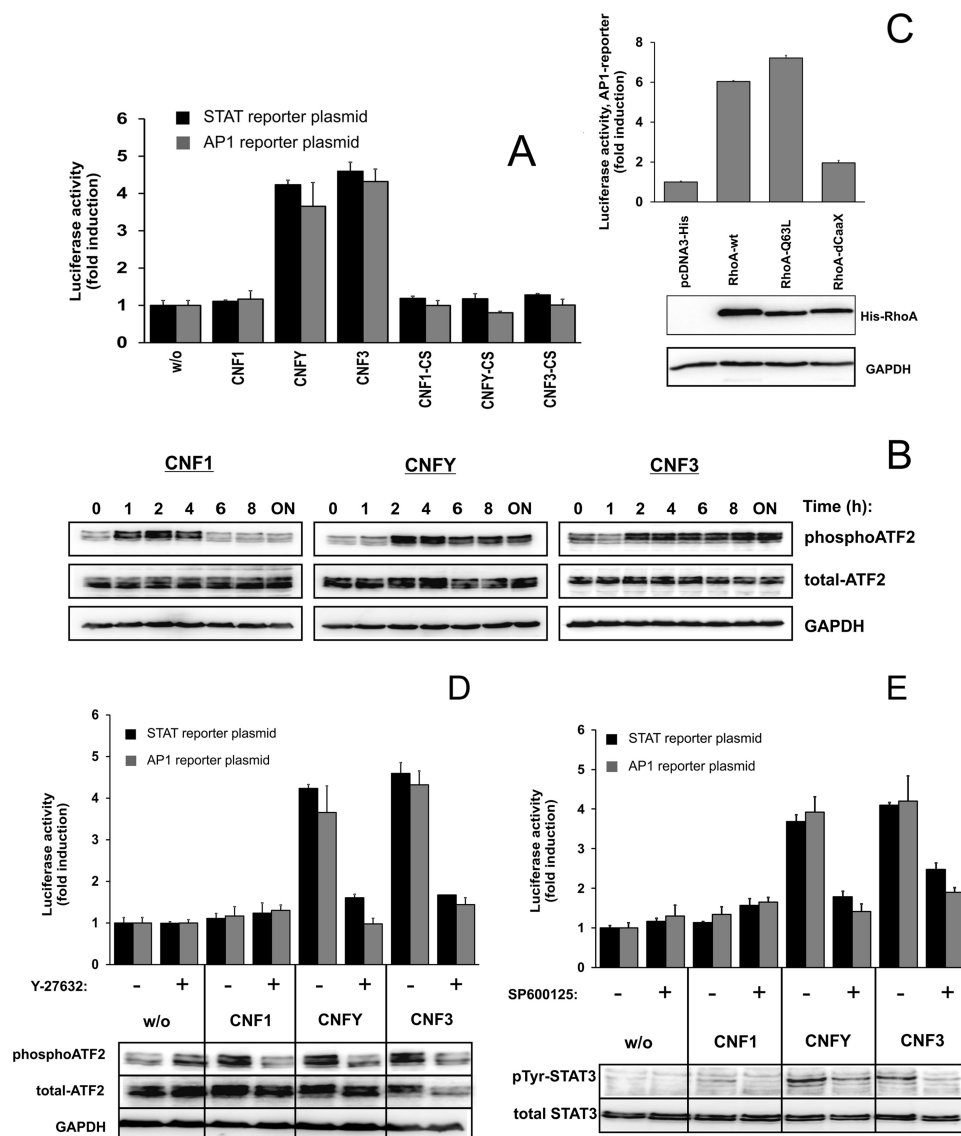 A
STAT reporter plasmid
AP1 reporter plasmid
Luciferase activity
(fold induction)
6
5
4
3
2
1
0
w/o
CNF1
CNFY
CNF3
CNF1-CS
CNFY-CS
CNF3-CS
C
Luciferase activity, AP1-reporter
(fold induction)
8
6
4
2
0
pcDNA3-His
RhoA-wt
RhoA-Q63L
RhoA-dCaaX
His-RhoA
GAPDH
B
CNF1 CNFY CNF3
0 1 2 4 6 8 ON 0 1 2 4 6 8 ON 0 1 2 4 6 8 ON Time (h):
phosphoATF2
total-ATF2
GAPDH
D
STAT reporter plasmid
AP1 reporter plasmid
Luciferase activity
(fold induction)
6
5
4
3
2
1
0
Y-27632: - + - + - + - +
w/o CNF1 CNFY CNF3
phosphoATF2
total-ATF2
GAPDH
E
STAT reporter plasmid
AP1 reporter plasmid
Luciferase activity
(fold induction)
6
5
4
3
2
1
0
SP600125: - + - + - + - +
w/o CNF1 CNFY CNF3
pTyr-STAT3
total STAT3